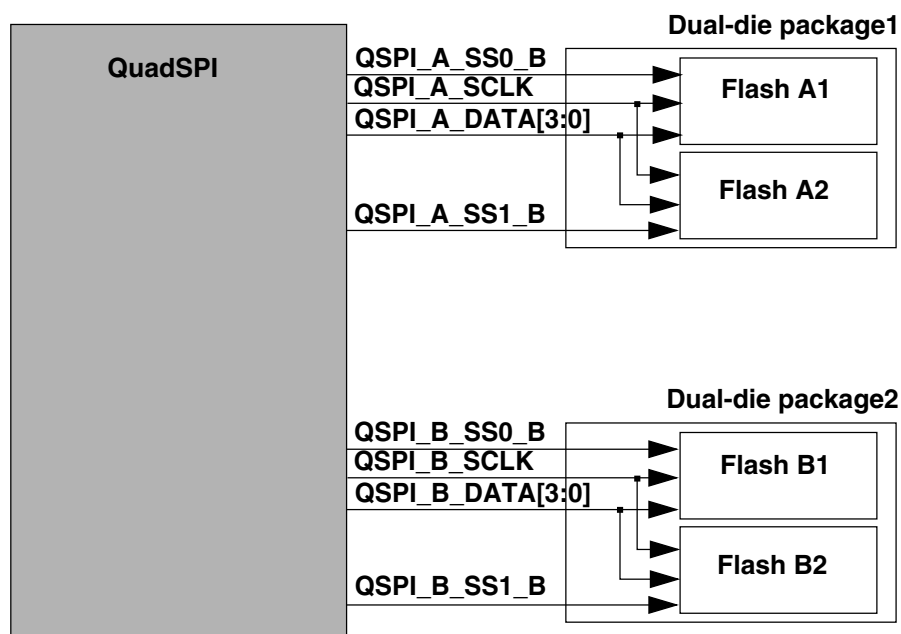 Dual-die package1
QuadSPI
QSPI_A_SS0_B
QSPI_A_SCLK
QSPI_A_DATA[3:0]
QSPI_A_SS1_B
Flash A1
Flash A2
Dual-die package2
QSPI_B_SS0_B
QSPI_B_SCLK
QSPI_B_DATA[3:0]
QSPI_B_SS1_B
Flash B1
Flash B2